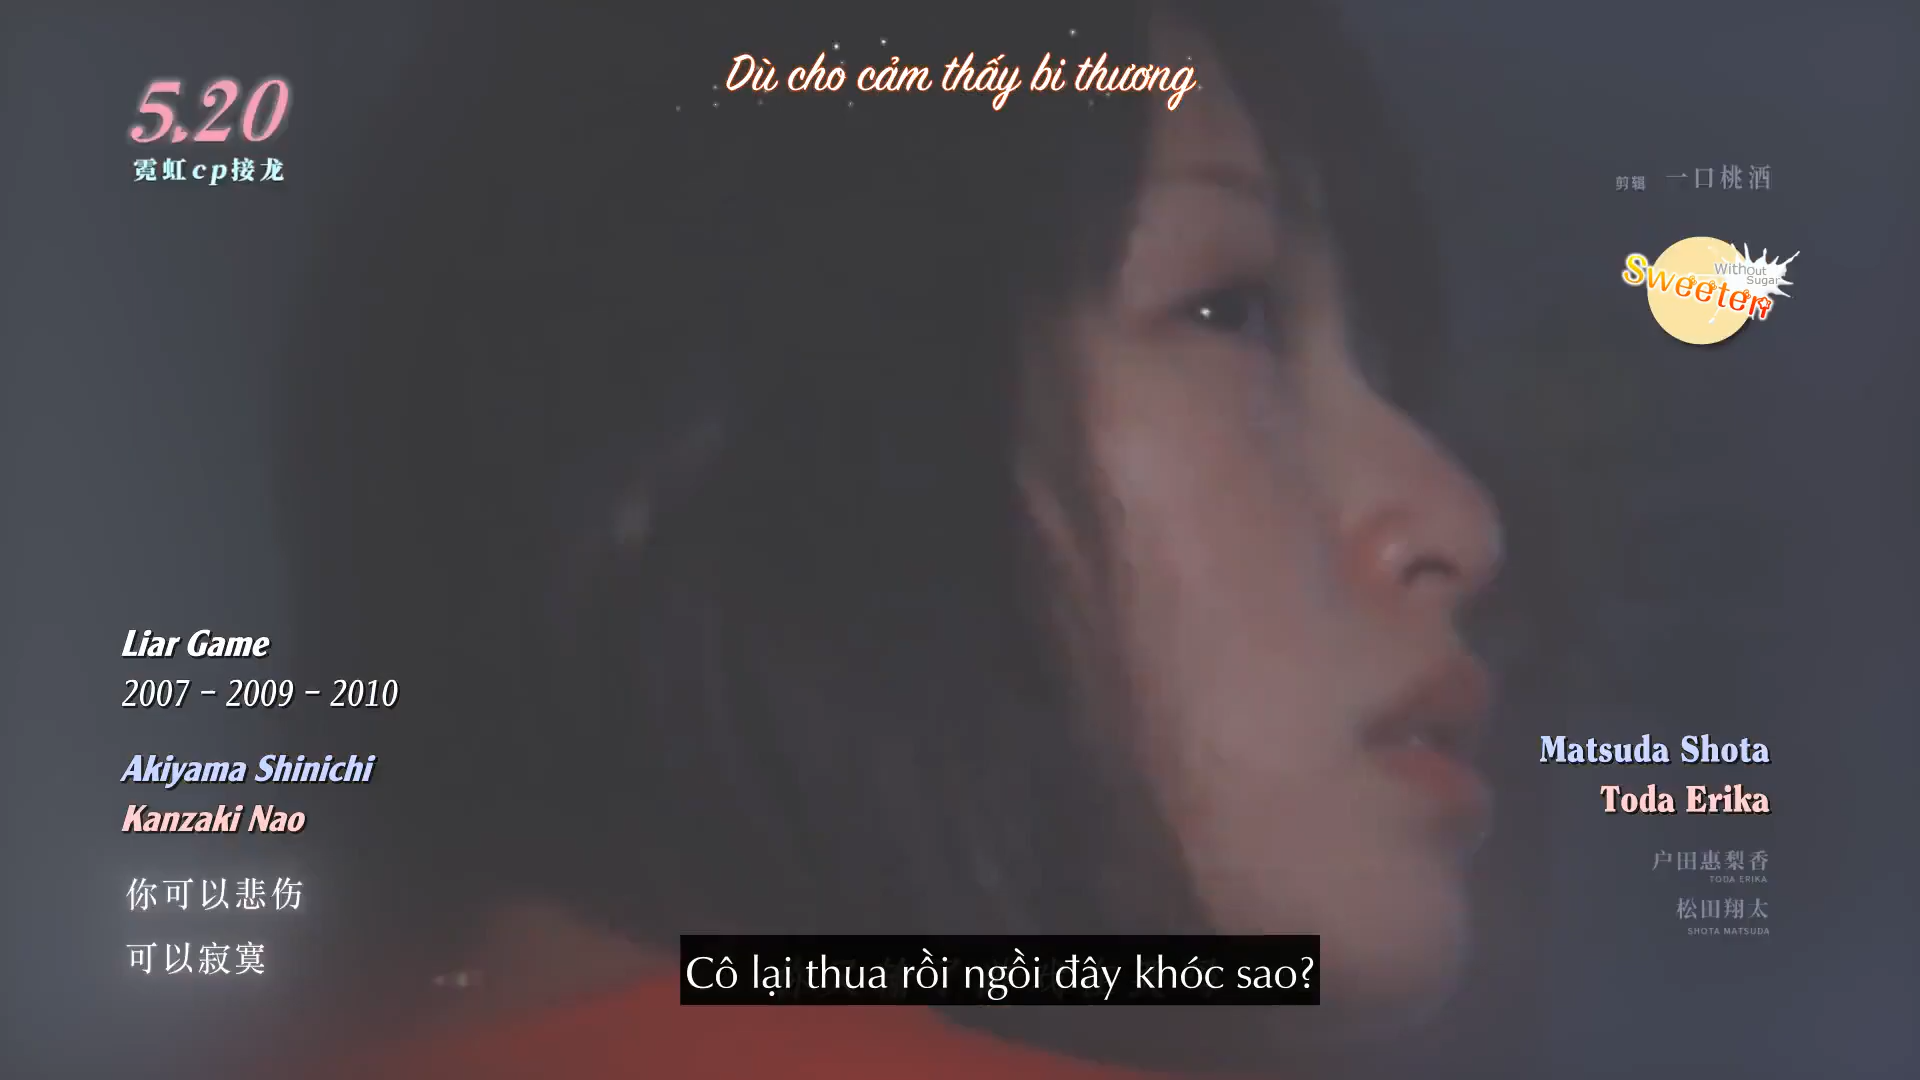 Dù cho cảm thấy bi thương
5.20
霓虹cp接龙
剪辑 一口桃酒
Without
Sugar
Sweeten
Liar Game
2007 - 2009 - 2010
Akiyama Shinichi
Kanzaki Nao
Matsuda Shota
Toda Erika
户田惠梨香
TODA ERIKA
松田翔太
SHOTA MATSUDA
你可以悲伤
可以寂寞
Cô lại thua rồi ngồi đây khóc sao?